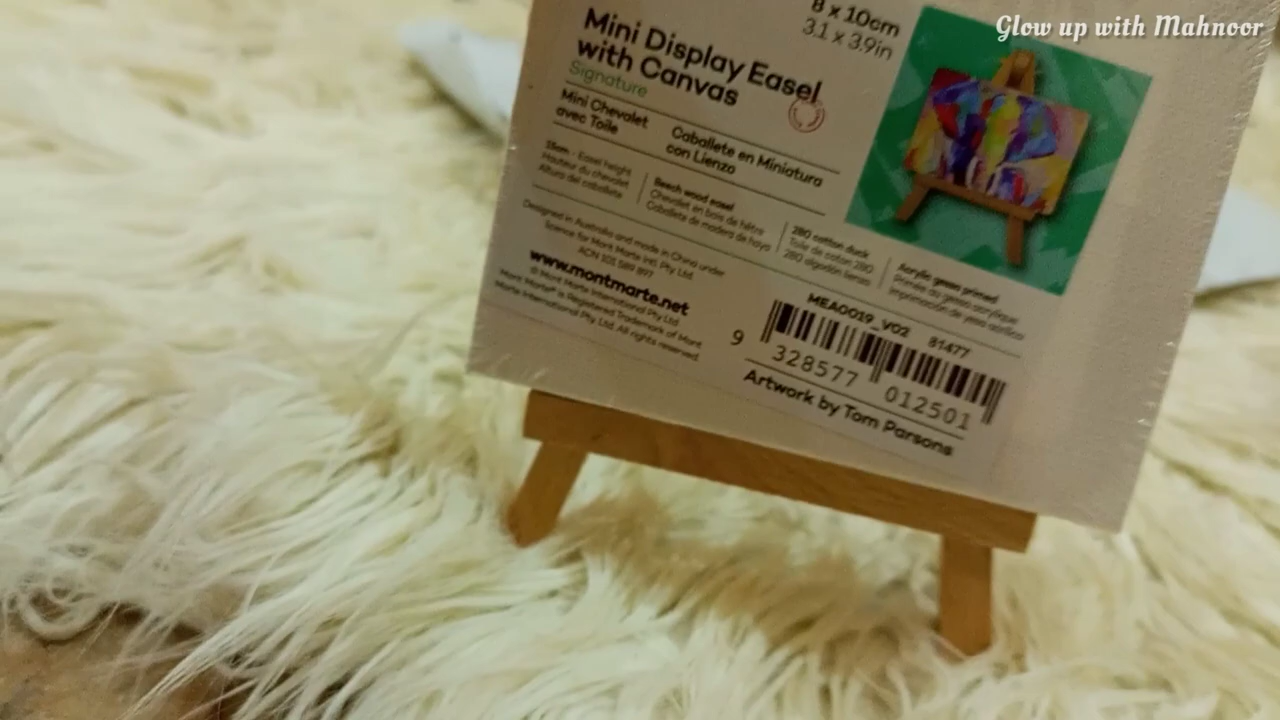 Glow up with Mahnoor
8 x 10cm
3.1 x 3.9in
Mini Display Easel
with Canvas
Signature
Mini Chevalet
avec Toile
Caballete en Miniatura
con Lienzo
15cm - Easel height
Hauteur du chevalet
Altura del caballete
Beech wood easel
Chevalet en bois de hêtre
Caballete de madera de haya
280 cotton duck
Toile de coton 280
280 algodón lienzo
Acrylic gesso primed
Primée au gesso acrylique
Imprimación de yeso acrílico
Designed in Australia and made in China under
licence for Mont Marte Int. Pty. Ltd.
ACN 101 589 897
www.montmarte.net
© Mont Marte International Pty Ltd
Mont Marte® is Registered Trademark of Mont
Marte International Pty Ltd. All rights reserved.
MEA0019_V02 81477
9 328577 012501
Artwork by Tom Parsons